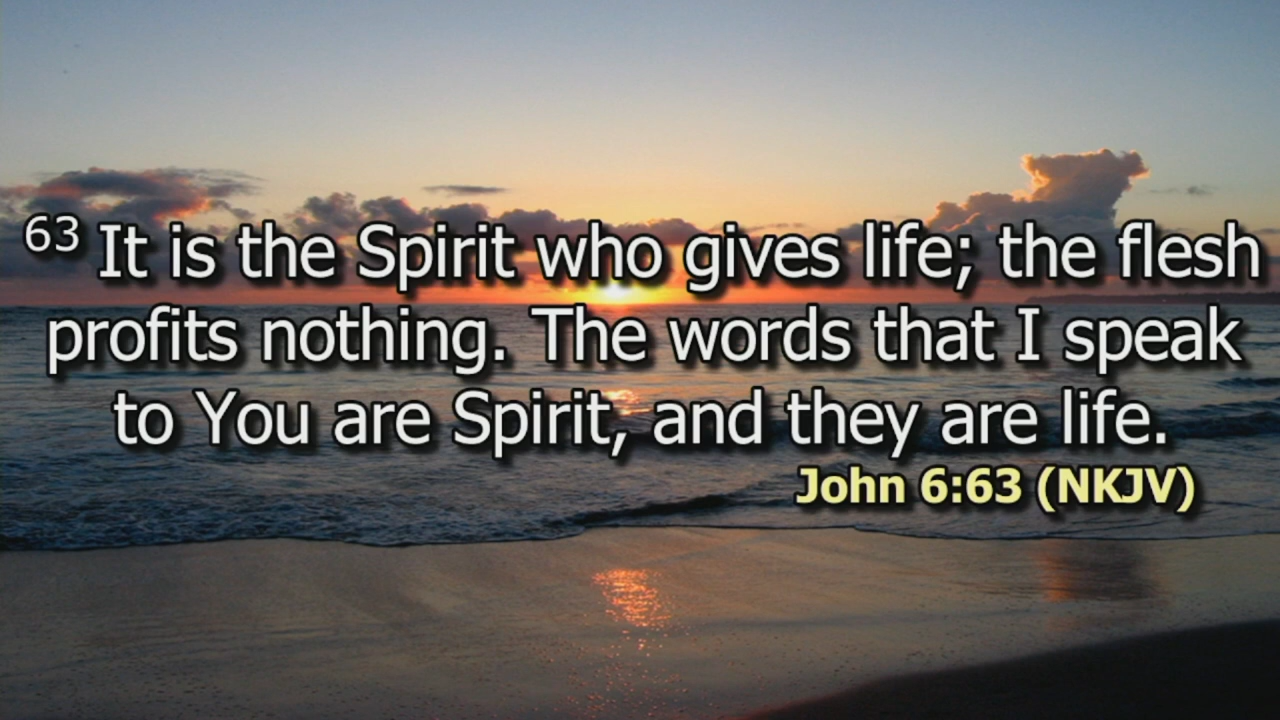 63 It is the Spirit who gives life; the flesh
profits nothing. The words that I speak
to You are Spirit, and they are life.
John 6:63 (NKJV)